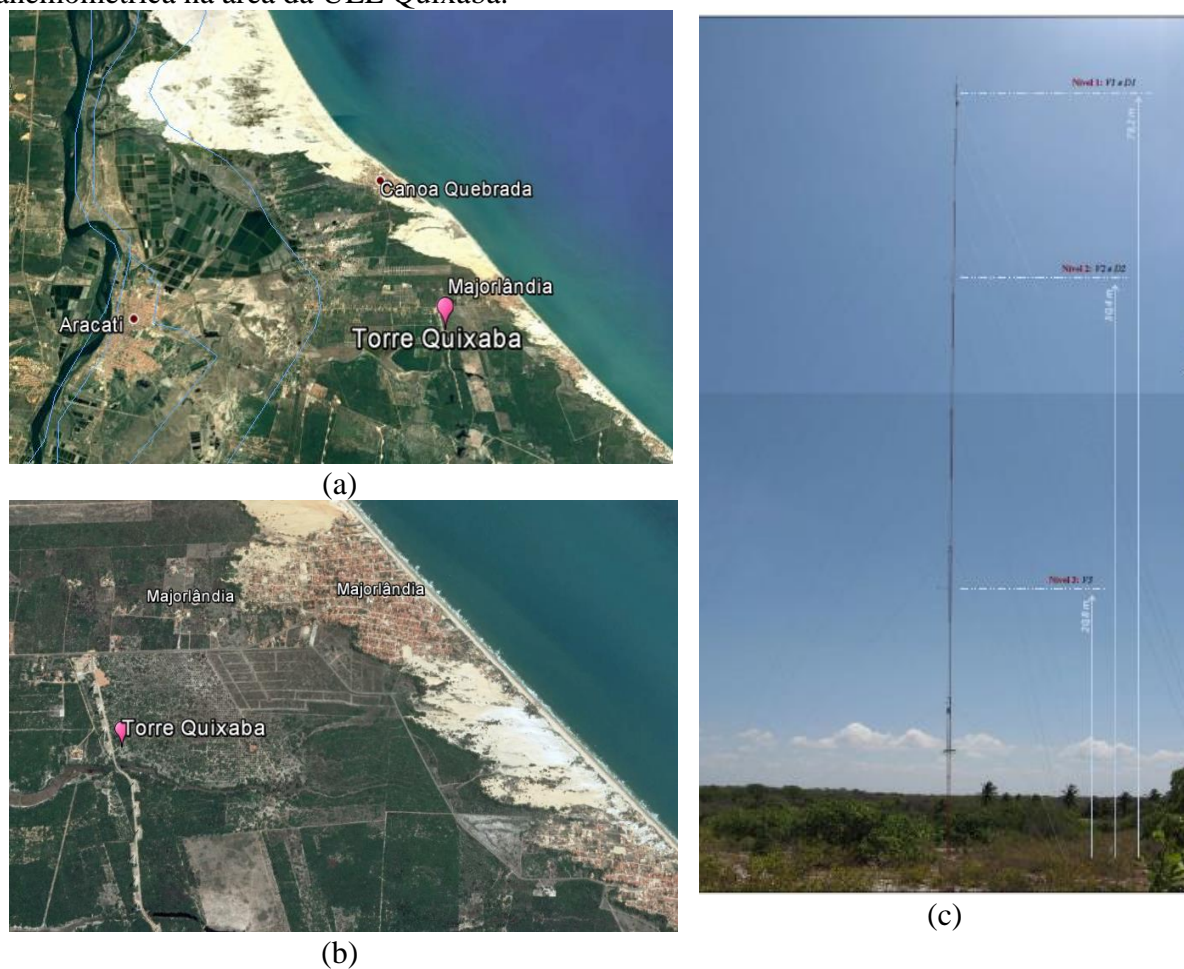 anemométrica na área da UEE Quixaba.
Canoa Quebrada
Majorlândia
Aracati
Torre Quixaba
(a)
Majorlândia
Majorlândia
Torre Quixaba
(b)
Nível 1: V1 e D1
78,2 m
Nível 2: V2 e D2
50,4 m
Nível 3: V3
20,8 m
(c)